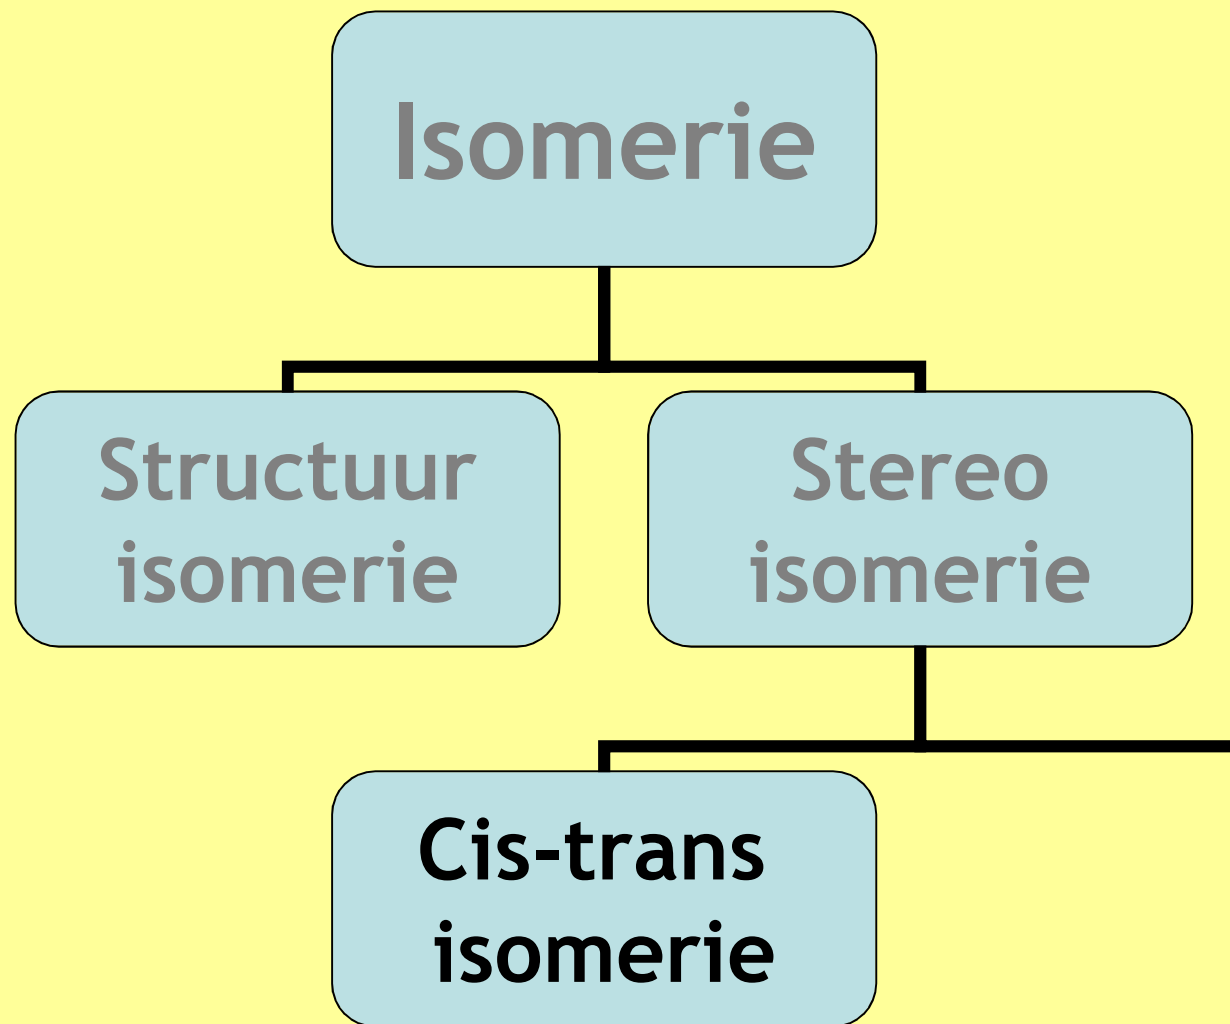 Isomerie
Structuur
isomerie
Stereo
isomerie
Cis-trans
isomerie